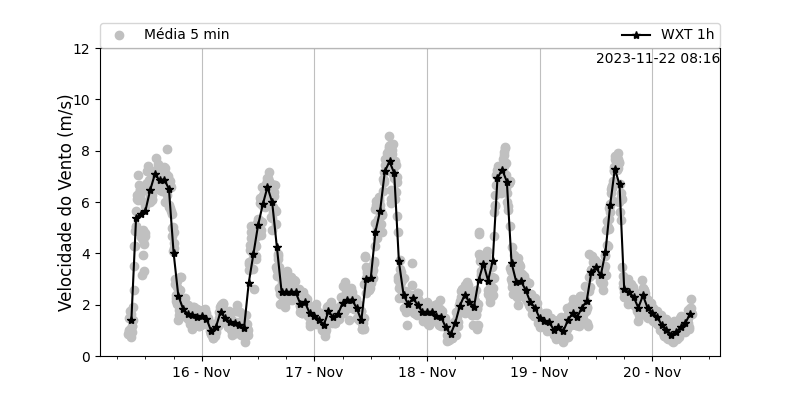 Média 5 min
WXT 1h
2023-11-22 08:16
Velocidade do Vento (m/s)
12
10
8
6
4
2
0
16 - Nov
17 - Nov
18 - Nov
19 - Nov
20 - Nov